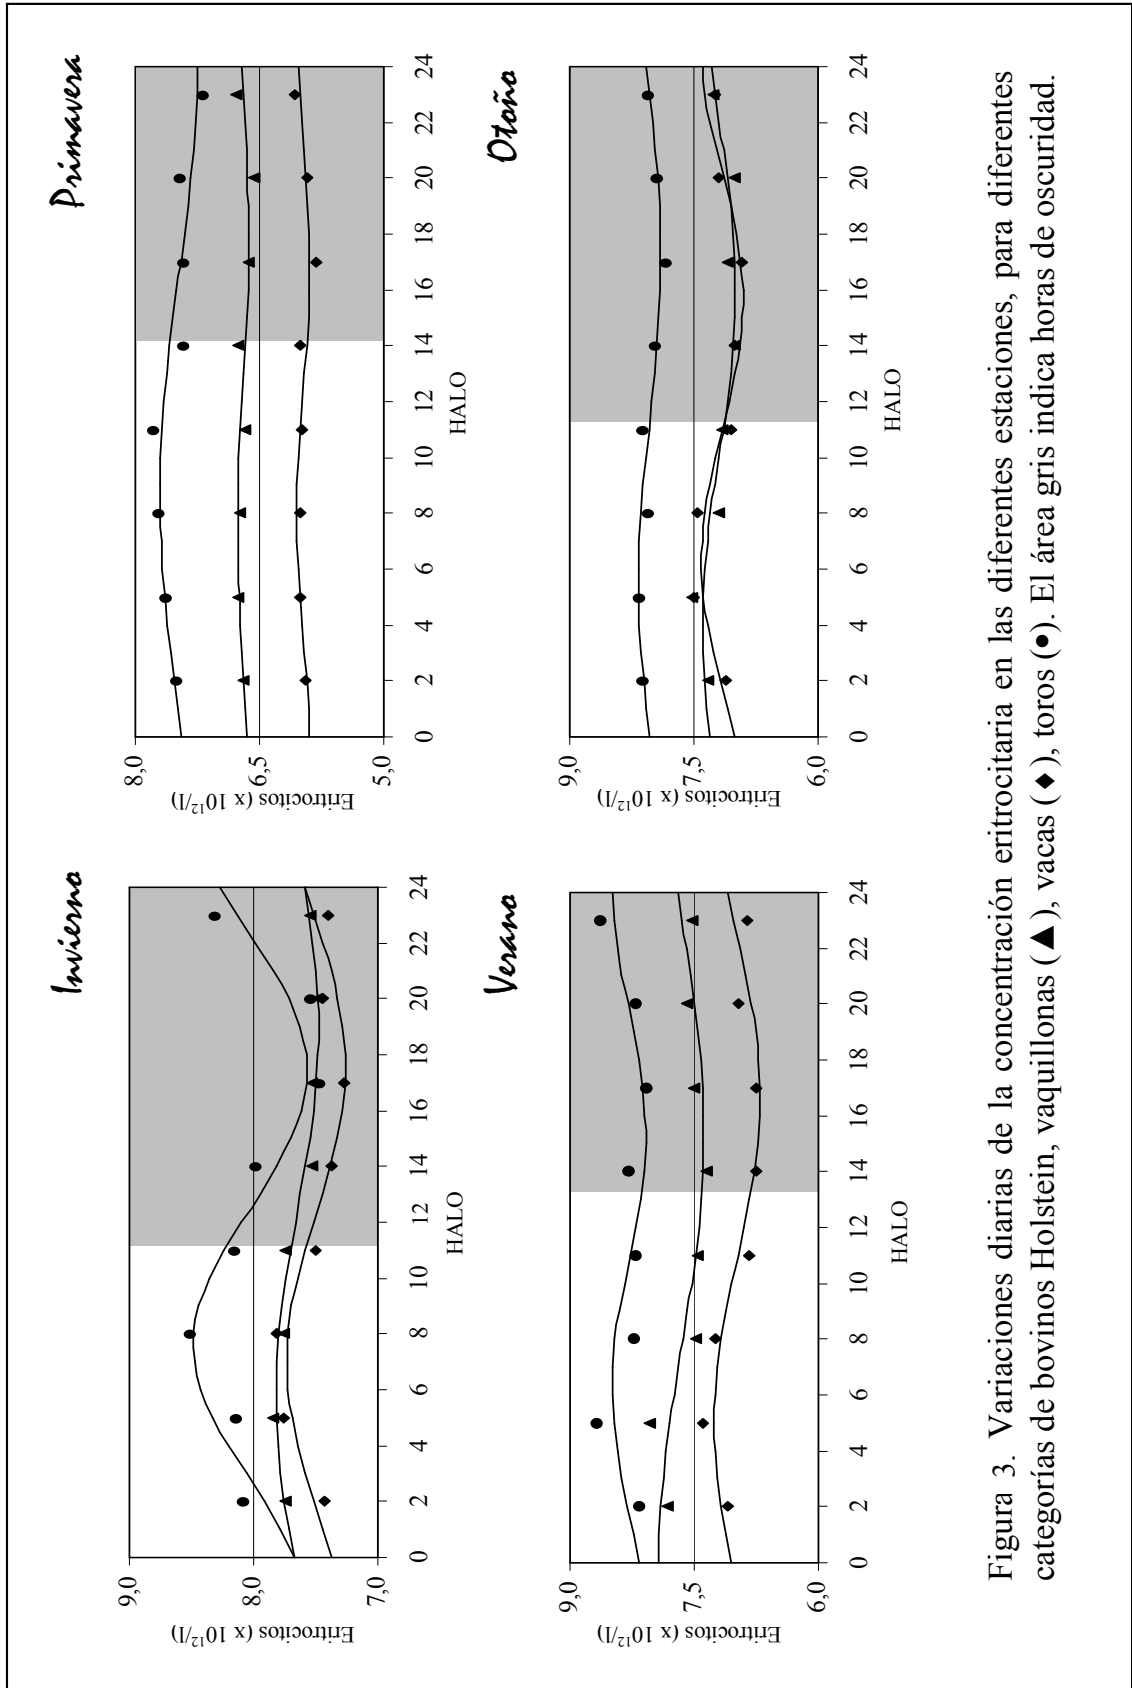 Invierno
Eritrocitos (x 10¹²/l)
9,0
8,0
7,0
0 2 4 6 8 10 12 14 16 18 20 22 24
HALO
Primavera
Eritrocitos (x 10¹²/l)
8,0
6,5
5,0
0 2 4 6 8 10 12 14 16 18 20 22 24
HALO
Verano
Eritrocitos (x 10¹²/l)
9,0
7,5
6,0
0 2 4 6 8 10 12 14 16 18 20 22 24
HALO
Otoño
Eritrocitos (x 10¹²/l)
9,0
7,5
6,0
0 2 4 6 8 10 12 14 16 18 20 22 24
HALO
Figura 3. Variaciones diarias de la concentración eritrocitaria en las diferentes estaciones, para diferentes
categorías de bovinos Holstein, vaquillonas (▲), vacas (◆), toros (●). El área gris indica horas de oscuridad.